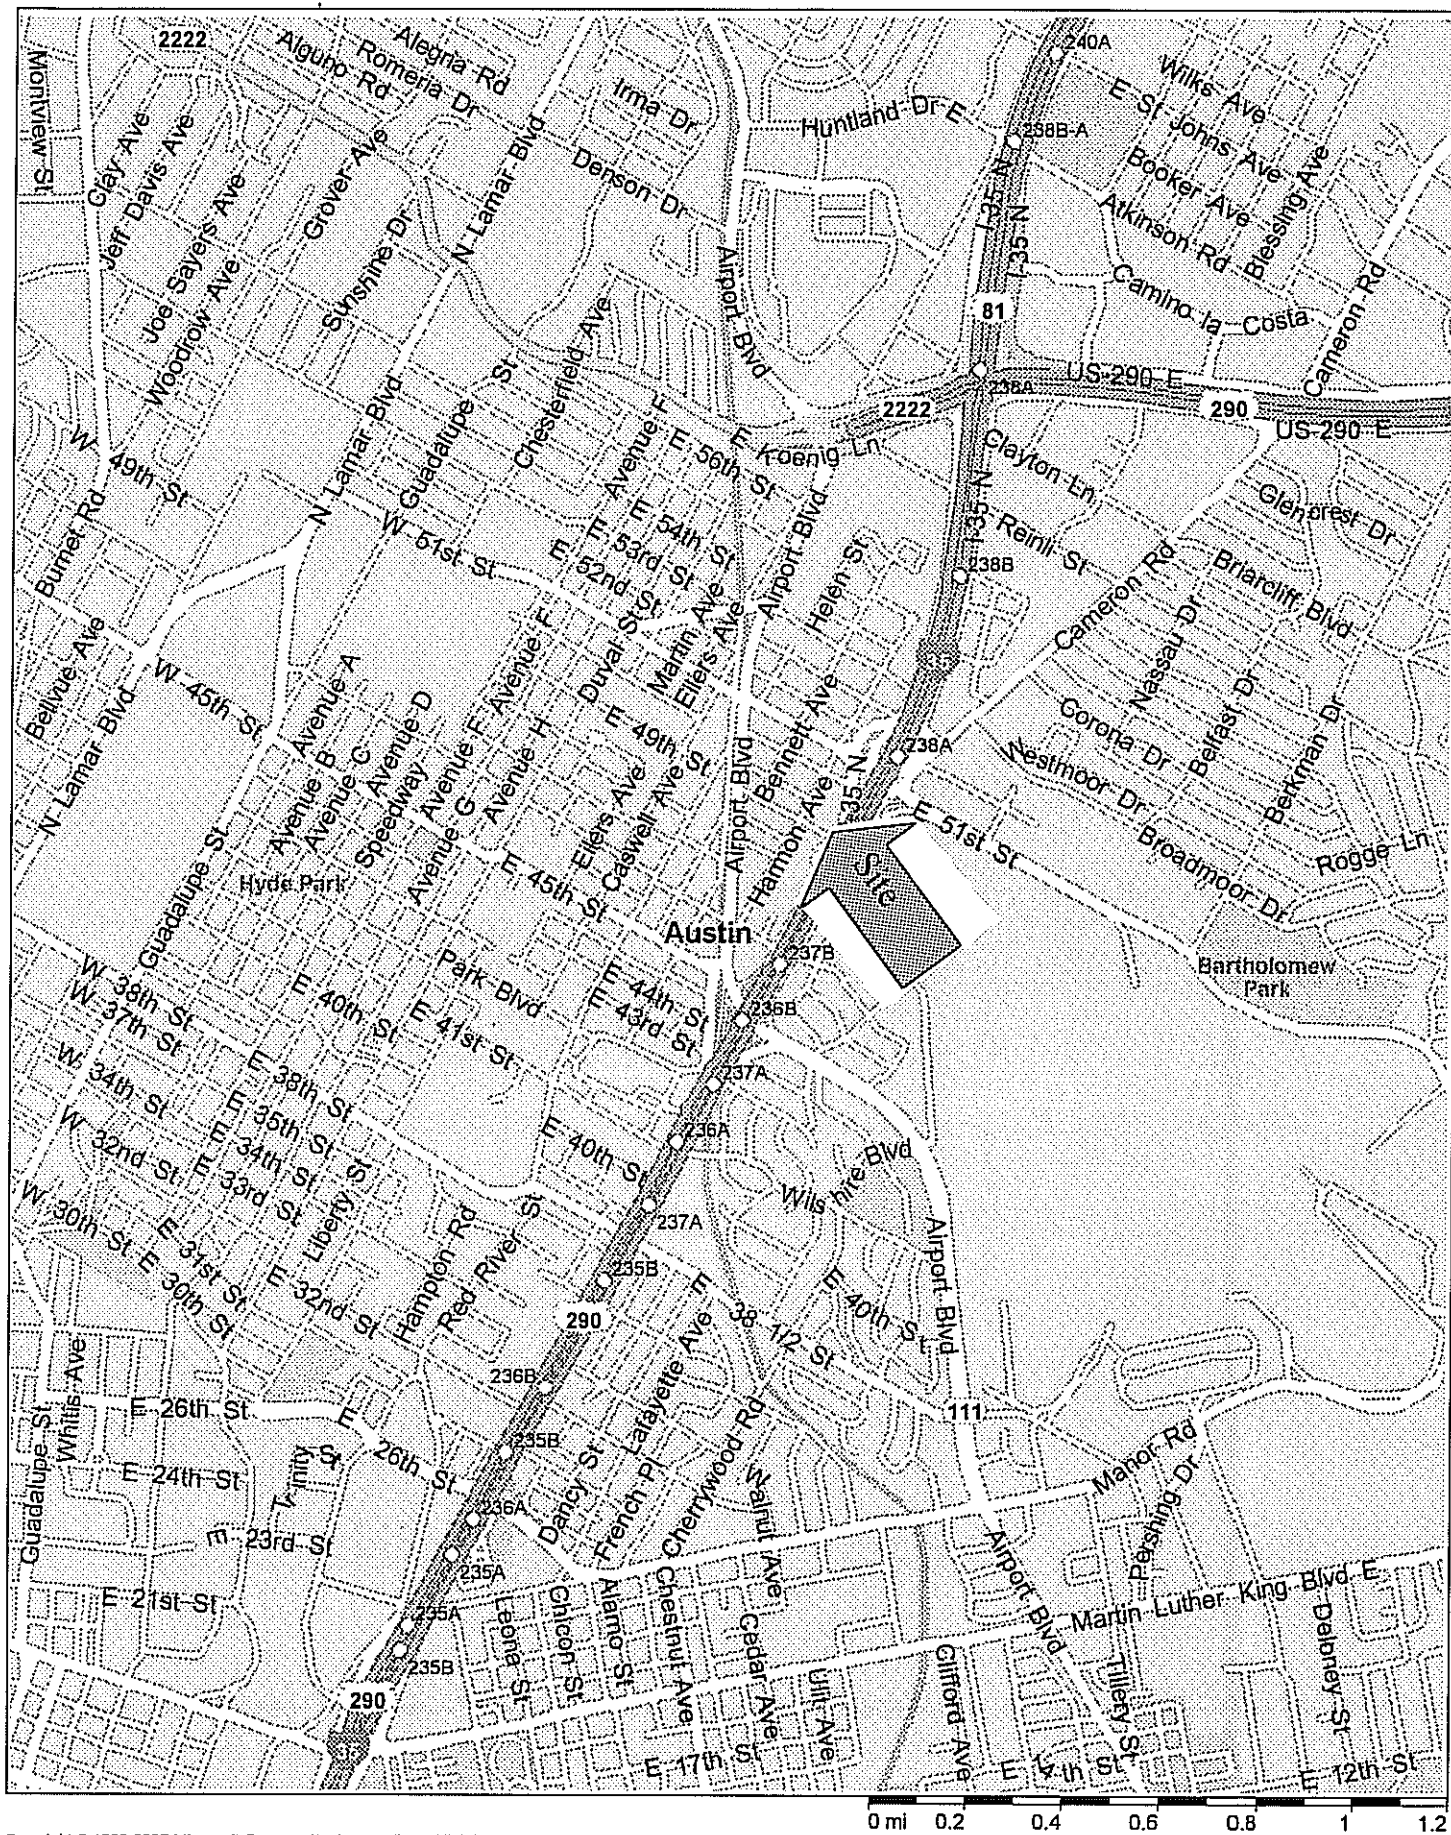 2222
Montview St
Alguno Rd
Romeria Dr
Alegria Rd
Irma Dr
Denson Dr
Huntland Dr E
240A
238B-A
Wilks Ave
E St Johns Ave
Booker Ave
Blessing Ave
Atkinson Rd
Clay Ave
Jeff Davis Ave
Joe Sayers Ave
Woodrow Ave
Grover Ave
Sunshine Dr
N Lamar Blvd
Airport Blvd
I-35 N
I-35 N
81
Camino la Costa
Cameron Rd
238A
US-290 E
290
US-290 E
2222
E Koenig Ln
Guadalupe St
Chesterfield Ave
Avenue F
E 56th St
E 54th St
E 53rd St
E 52nd St
W 49th St
Burnet Rd
N Lamar Blvd
W 51st St
Airport Blvd
Helen St
Martin Ave
Eilers Ave
Duval St
I-35 N
Clayton Ln
Reinli St
238B
Glencrest Dr
Briarcliff Blvd
Cameron Rd
Nassau Dr
Belfast Dr
Berkman Dr
Corona Dr
Westmoor Dr
Broadmoor Dr
Rogge Ln
35
Bellvue Ave
W 45th St
N Lamar Blvd
Avenue A
Avenue B
Avenue C
Avenue D
Speedway
Avenue F
Avenue F
Avenue G
Avenue H
E 49th St
Eilers Ave
Caswell Ave
Airport Blvd
Bennett Ave
Harmon Ave
35 N
238A
E 51st St
Site
Hyde Park
E 45th St
Austin
237B
Bartholomew
Park
Guadalupe St
W 38th St
W 37th St
W 34th St
W 32nd St
W 30th St
E 40th St
E 41st St
Park Blvd
E 44th St
E 43rd St
236B
237A
236A
E 38th St
E 35th St
E 34th St
E 33rd St
E 31st St
E 30th St
Liberty St
E 32nd St
Hampton Rd
Red River St
E 40th St
237A
235B
Wilshire Blvd
Airport Blvd
290
E 38 1/2 St
E 40th St
236B
Lafayette Ave
111
Whitis Ave
Guadalupe St
E 26th St
E 26th St
E 24th St
Trinity St
E 23rd St
E 21st St
235B
236A
235A
235A
235B
Dancy St
French Pl
Cherrywood Rd
Walnut Ave
Manor Rd
Pershing Dr
Airport Blvd
Martin Luther King Blvd E
Leona St
Chicon St
Alamo St
Chestnut Ave
Cedar Ave
Ulit Ave
Clifford Ave
Tillery St
Deloney St
290
35
E 17th St
E 14th St
E 12th St
0 mi 0.2 0.4 0.6 0.8 1 1.2